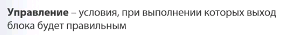 Управление – условия, при выполнении которых выход
блока будет правильным